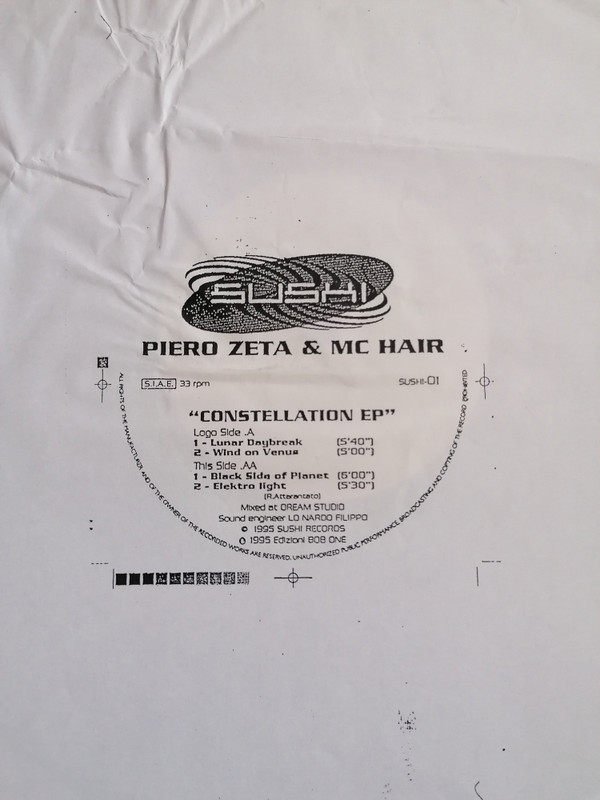 SUSHI
PIERO ZETA & MC HAIR
S.I.A.E. 33 rpm
SUSHI-01
“CONSTELLATION EP”
Logo Side .A
1 - Lunar Daybreak (5'40")
2 - Wind on Venus (5'00")
This Side .AA
1 - Black Side of Planet (6'00")
2 - Elektro light (5'30")
(R.Attarantato)
Mixed at DREAM STUDIO
Sound engineer LO NARDO FILIPPO
© 1995 SUSHI RECORDS
℗ 1995 Edizioni BOB ONE
ALL RIGHTS OF THE MANUFACTURER AND OF THE OWNER OF THE RECORDED WORKS ARE RESERVED. UNAUTHORIZED PUBLIC PERFORMANCE, BROADCASTING AND COPYING OF THE RECORD PROHIBITED